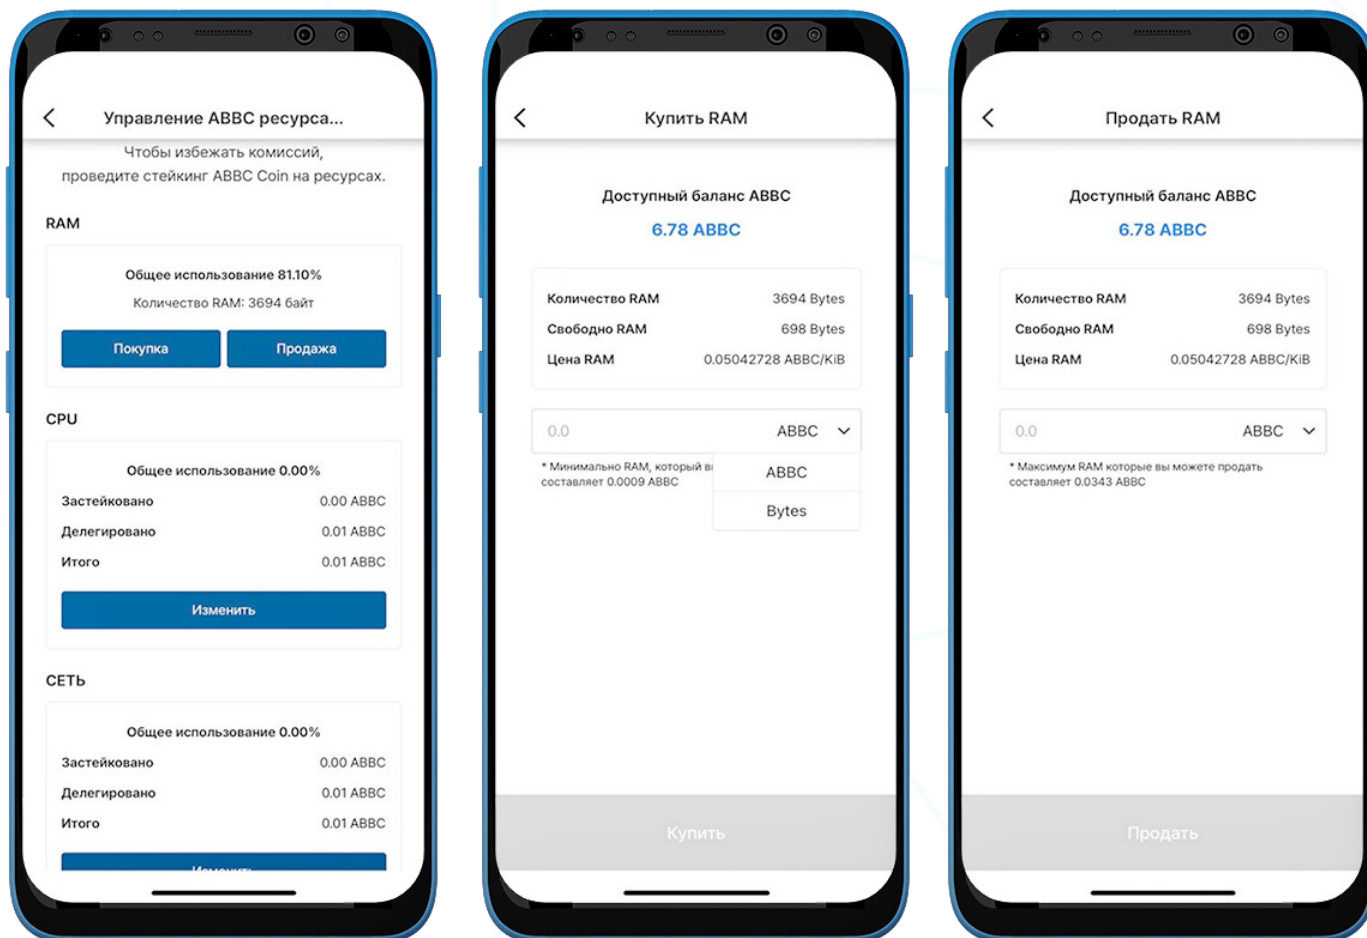 Управление ABBC ресурса...
Чтобы избежать комиссий,
проведите стейкинг ABBC Coin на ресурсах.
RAM
Общее использование 81.10%
Количество RAM: 3694 байт
Покупка Продажа
CPU
Общее использование 0.00%
Застейковано 0.00 ABBC
Делегировано 0.01 ABBC
Итого 0.01 ABBC
Изменить
СЕТЬ
Общее использование 0.00%
Застейковано 0.00 ABBC
Делегировано 0.01 ABBC
Итого 0.01 ABBC
Изменить
Купить RAM
Доступный баланс ABBC
6.78 ABBC
Количество RAM 3694 Bytes
Свободно RAM 698 Bytes
Цена RAM 0.05042728 ABBC/KiB
0.0 ABBC
* Минимально RAM, который
составляет 0.0009 ABBC
ABBC
Bytes
Купить
Продать RAM
Доступный баланс ABBC
6.78 ABBC
Количество RAM 3694 Bytes
Свободно RAM 698 Bytes
Цена RAM 0.05042728 ABBC/KiB
0.0 ABBC
* Максимум RAM которые вы можете продать
составляет 0.0343 ABBC
Продать